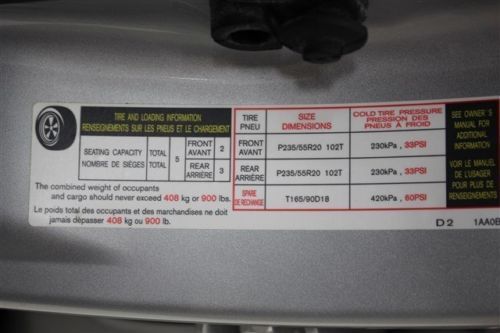 TIRE AND LOADING INFORMATION
RENSEIGNEMENTS SUR LES PNEUS ET LE CHARGEMENT
SEATING CAPACITY TOTAL
NOMBRE DE SIÈGES TOTAL
5
FRONT
AVANT
2
REAR
ARRIÈRE
3
The combined weight of occupants
and cargo should never exceed 408 kg or 900 lbs.
Le poids total des occupants et des marchandises ne doit
jamais dépasser 408 kg ou 900 lb.
TIRE
PNEU
SIZE
DIMENSIONS
COLD TIRE PRESSURE
PRESSION DES
PNEUS À FROID
FRONT
AVANT
P235/55R20 102T
230kPa , 33PSI
REAR
ARRIÈRE
P235/55R20 102T
230kPa , 33PSI
SPARE
DE RECHANGE
T165/90D18
420kPa , 60PSI
SEE OWNER'S
MANUAL FOR
ADDITIONAL
INFORMATION
VOIR LE MANUEL
DE L'USAGER
POUR PLUS DE
RENSEIGNEMENTS
D 2
1AA0B